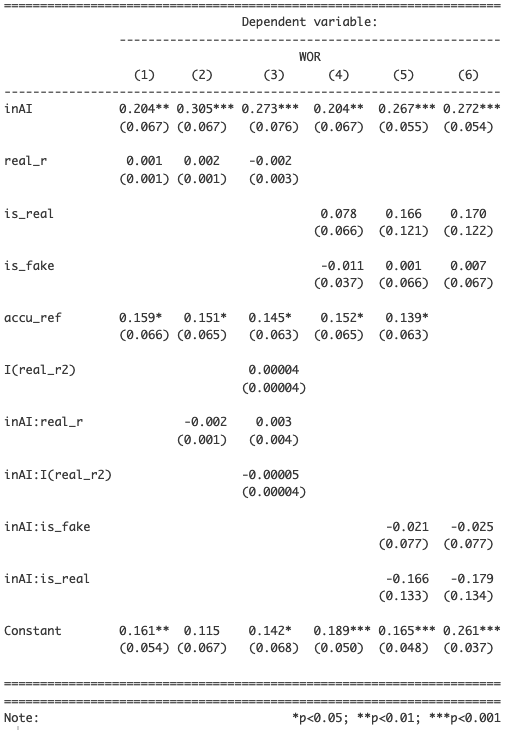 Dependent variable:
WOR
(1) (2) (3) (4) (5) (6)
inAI 0.204** 0.305*** 0.273*** 0.204** 0.267*** 0.272***
(0.067) (0.067) (0.076) (0.067) (0.055) (0.054)
real_r 0.001 0.002 -0.002
(0.001) (0.001) (0.003)
is_real 0.078 0.166 0.170
(0.066) (0.121) (0.122)
is_fake -0.011 0.001 0.007
(0.037) (0.066) (0.067)
accu_ref 0.159* 0.151* 0.145* 0.152* 0.139*
(0.066) (0.065) (0.063) (0.065) (0.063)
I(real_r2) 0.00004
(0.00004)
inAI:real_r -0.002 0.003
(0.001) (0.004)
inAI:I(real_r2) -0.00005
(0.00004)
inAI:is_fake -0.021 -0.025
(0.077) (0.077)
inAI:is_real -0.166 -0.179
(0.133) (0.134)
Constant 0.161** 0.115 0.142* 0.189*** 0.165*** 0.261***
(0.054) (0.067) (0.068) (0.050) (0.048) (0.037)
Note: *p<0.05; **p<0.01; ***p<0.001